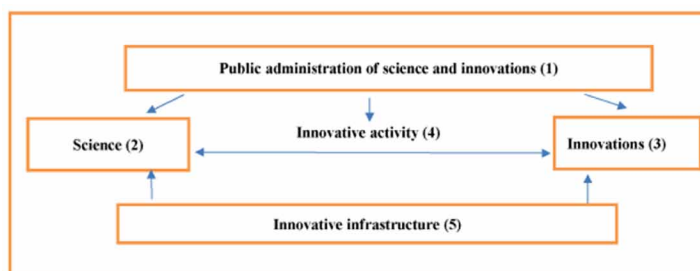 Public administration of science and innovations (1)
Innovative activity (4)
Science (2)
Innovations (3)
Innovative infrastructure (5)